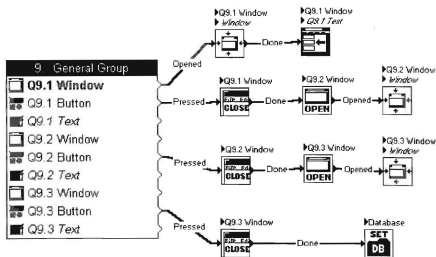 9. General Group
Q9.1 Window
Q9.1 Button
Q9.1 Text
Q9.2 Window
Q9.2 Button
Q9.2 Text
Q9.3 Window
Q9.3 Button
Q9.3 Text
Opened
Q9.1 Window
Window
Done
Q9.1 Window
Q9.1 Text
Pressed
Q9.1 Window
CLOSE
Done
Q9.2 Window
OPEN
Opened
Q9.2 Window
Window
Pressed
Q9.2 Window
CLOSE
Done
Q9.3 Window
OPEN
Opened
Q9.3 Window
Window
Pressed
Q9.3 Window
CLOSE
Done
Database
SET
DB